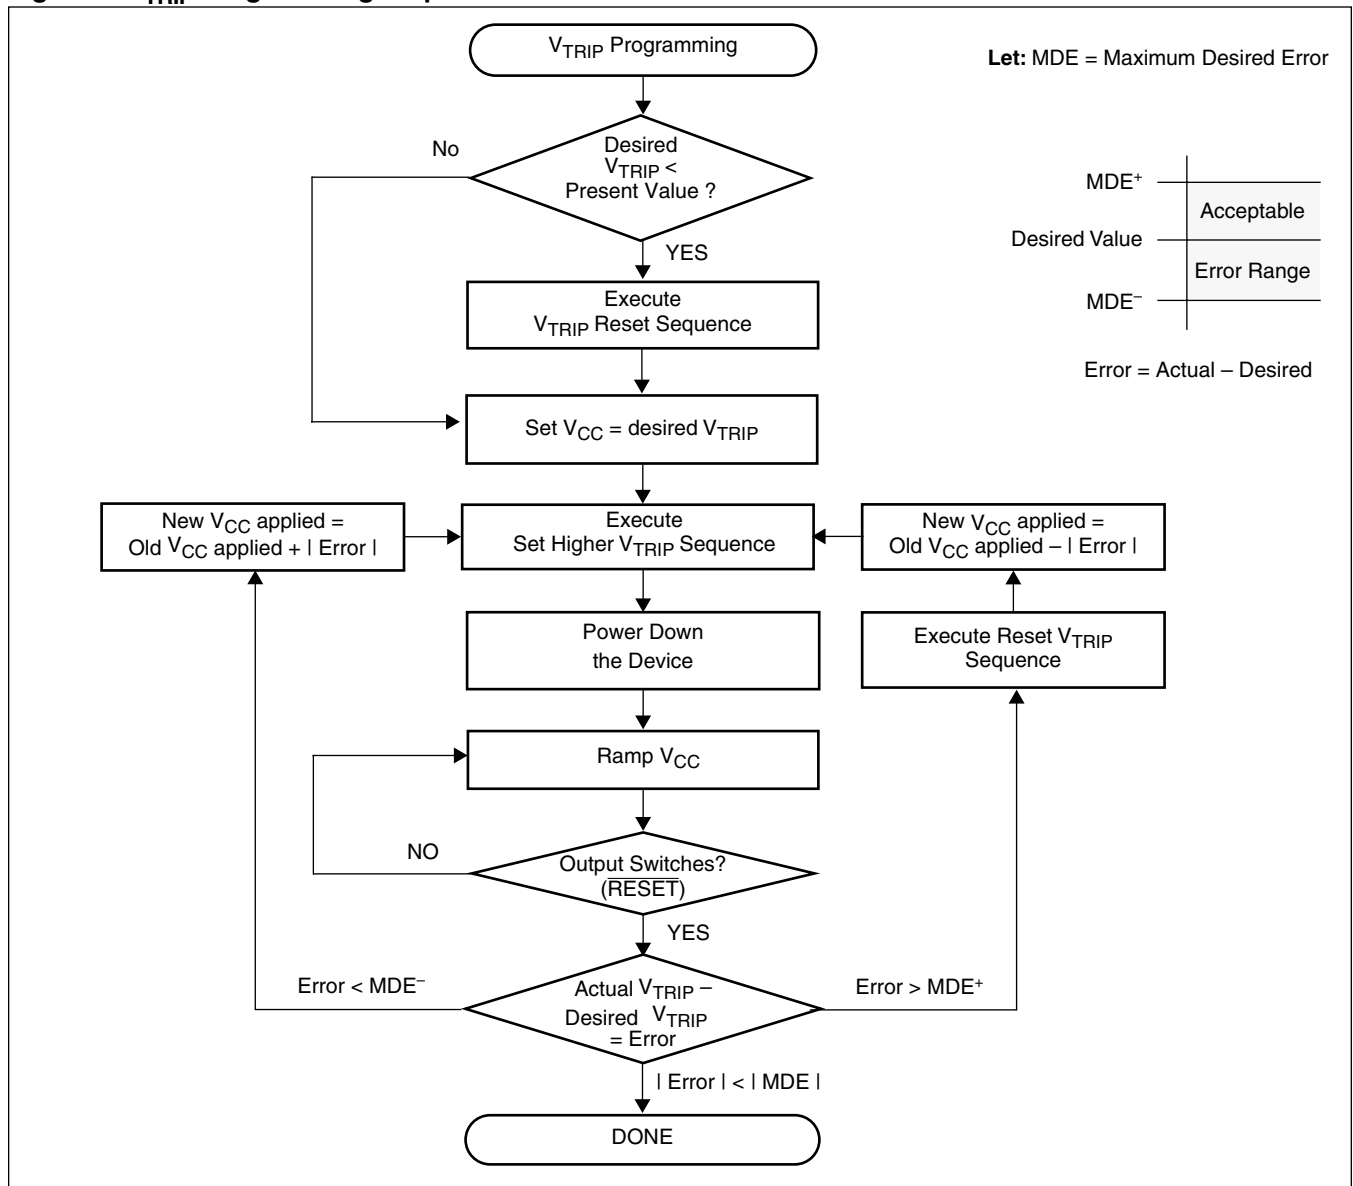 V_TRIP Programming
Let: MDE = Maximum Desired Error
No
Desired
V_TRIP <
Present Value ?
YES
MDE⁺
Acceptable
Desired Value
Error Range
MDE⁻
Error = Actual – Desired
Execute
V_TRIP Reset Sequence
Set V_CC = desired V_TRIP
New V_CC applied =
Old V_CC applied + | Error |
Execute
Set Higher V_TRIP Sequence
New V_CC applied =
Old V_CC applied – | Error |
Power Down
the Device
Execute Reset V_TRIP
Sequence
Ramp V_CC
NO
Output Switches?
(R̅E̅S̅E̅T̅)
YES
Error < MDE⁻
Actual V_TRIP –
Desired V_TRIP
= Error
Error > MDE⁺
| Error | < | MDE |
DONE